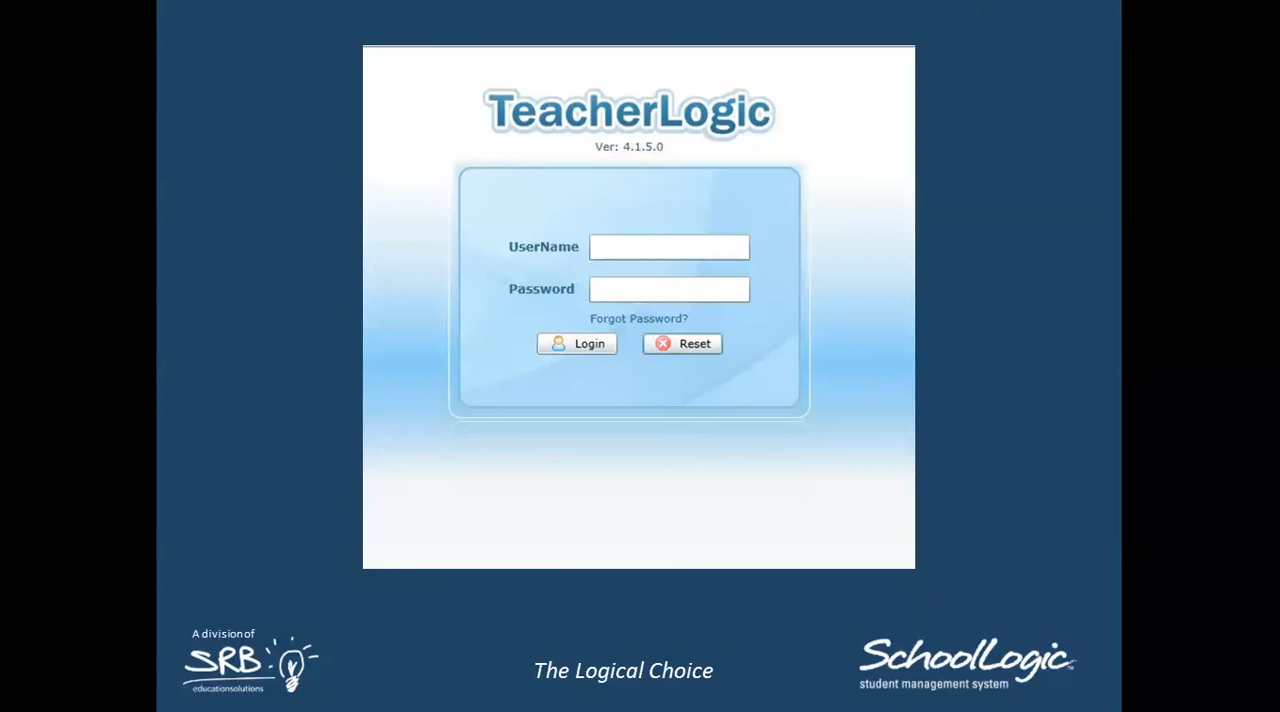 TeacherLogic
Ver: 4.1.5.0
UserName
Password
Forgot Password?
Login
Reset
A division of
SRB
educationsolutions
The Logical Choice
SchoolLogic
student management system